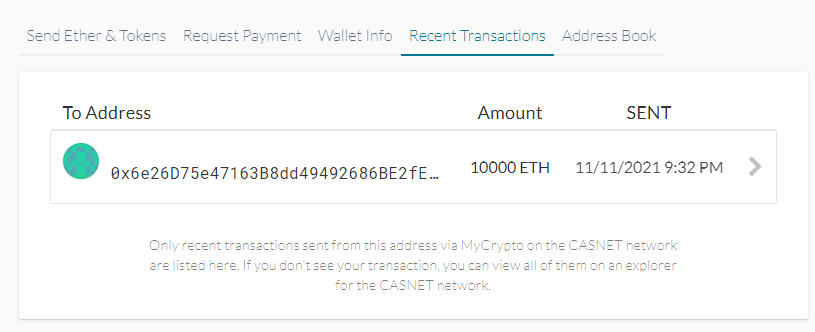 Send Ether & Tokens Request Payment Wallet Info Recent Transactions Address Book
To Address Amount SENT
0x6e26D75e47163B8dd49492686BE2fE… 10000 ETH 11/11/2021 9:32 PM
Only recent transactions sent from this address via MyCrypto on the CASNET network
are listed here. If you don't see your transaction, you can view all of them on an explorer
for the CASNET network.